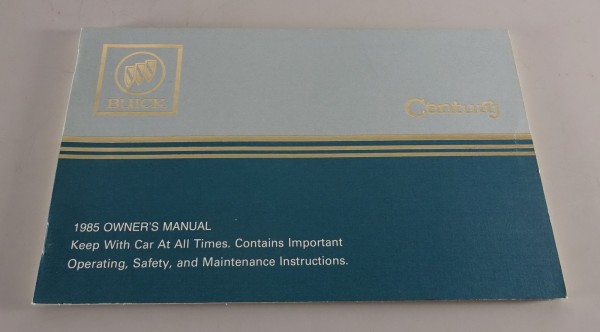 BUICK
Century
1985 OWNER'S MANUAL
Keep With Car At All Times. Contains Important
Operating, Safety, and Maintenance Instructions.